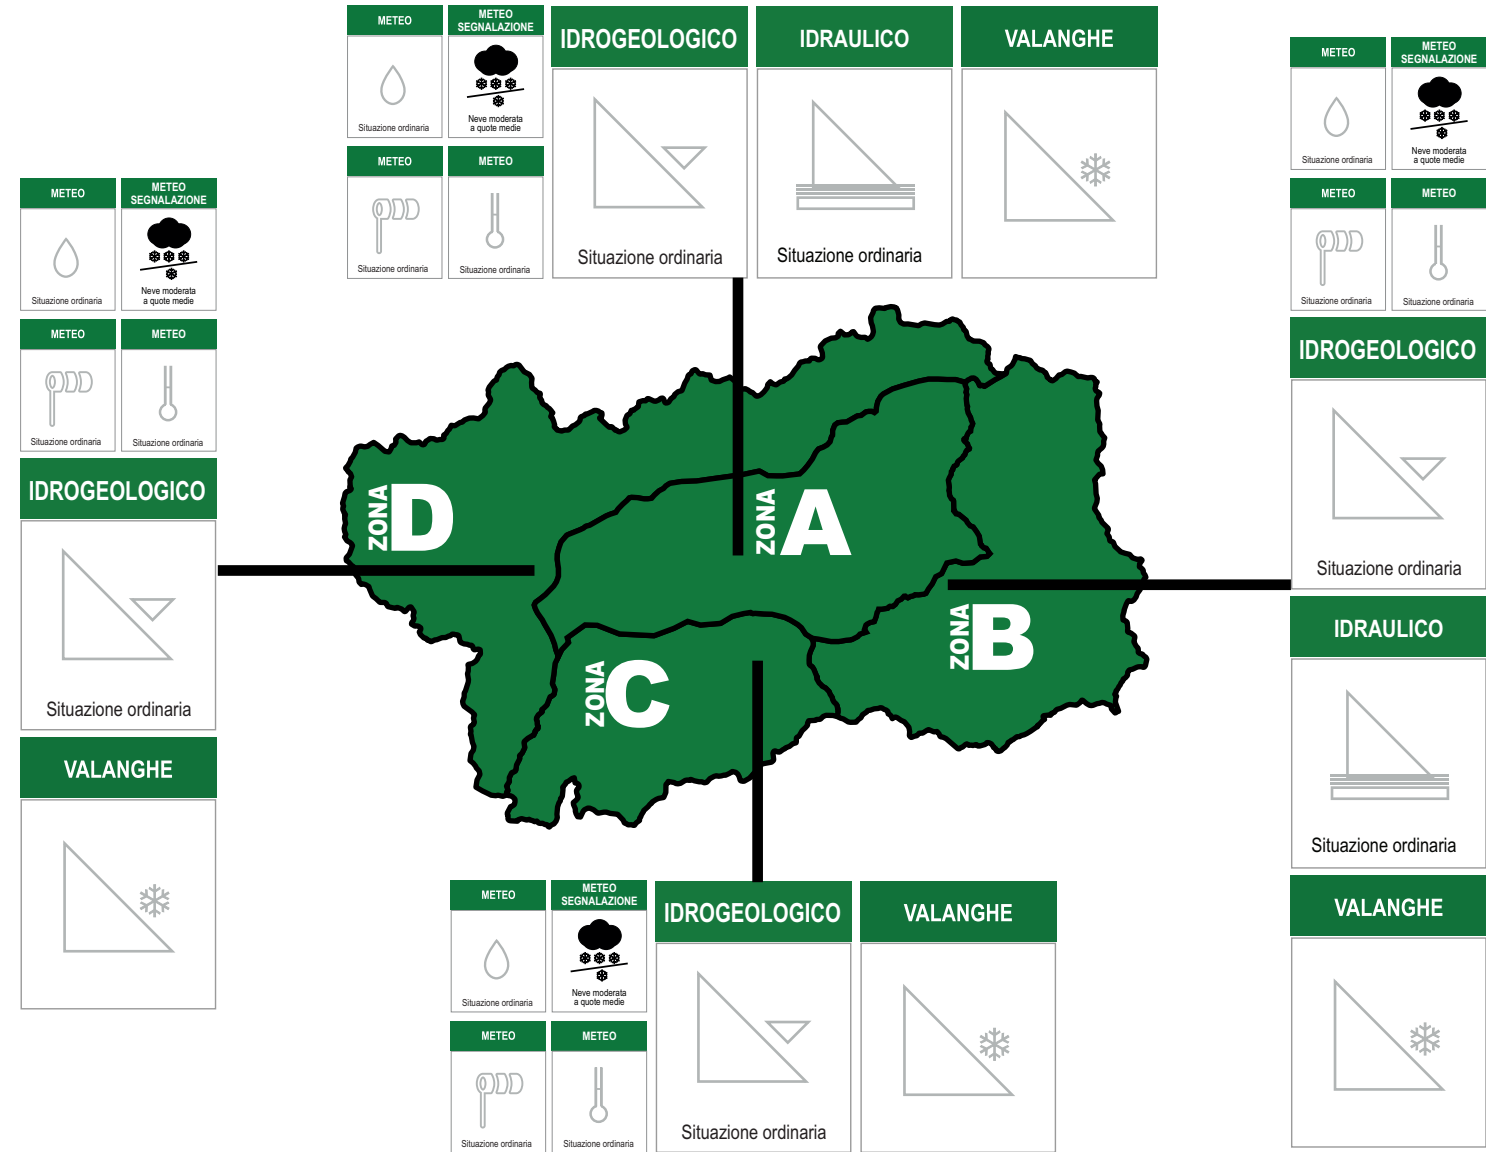 METEO
METEO
SEGNALAZIONE
Situazione ordinaria
Neve moderata
a quote medie
METEO
METEO
Situazione ordinaria
Situazione ordinaria
IDROGEOLOGICO
Situazione ordinaria
IDRAULICO
Situazione ordinaria
VALANGHE
METEO
METEO
SEGNALAZIONE
Situazione ordinaria
Neve moderata
a quote medie
METEO
METEO
Situazione ordinaria
Situazione ordinaria
IDROGEOLOGICO
Situazione ordinaria
IDRAULICO
Situazione ordinaria
VALANGHE
METEO
METEO
SEGNALAZIONE
Situazione ordinaria
Neve moderata
a quote medie
METEO
METEO
Situazione ordinaria
Situazione ordinaria
IDROGEOLOGICO
Situazione ordinaria
VALANGHE
ZONA D
ZONA A
ZONA B
ZONA C
METEO
METEO
SEGNALAZIONE
Situazione ordinaria
Neve moderata
a quote medie
METEO
METEO
Situazione ordinaria
Situazione ordinaria
IDROGEOLOGICO
Situazione ordinaria
VALANGHE